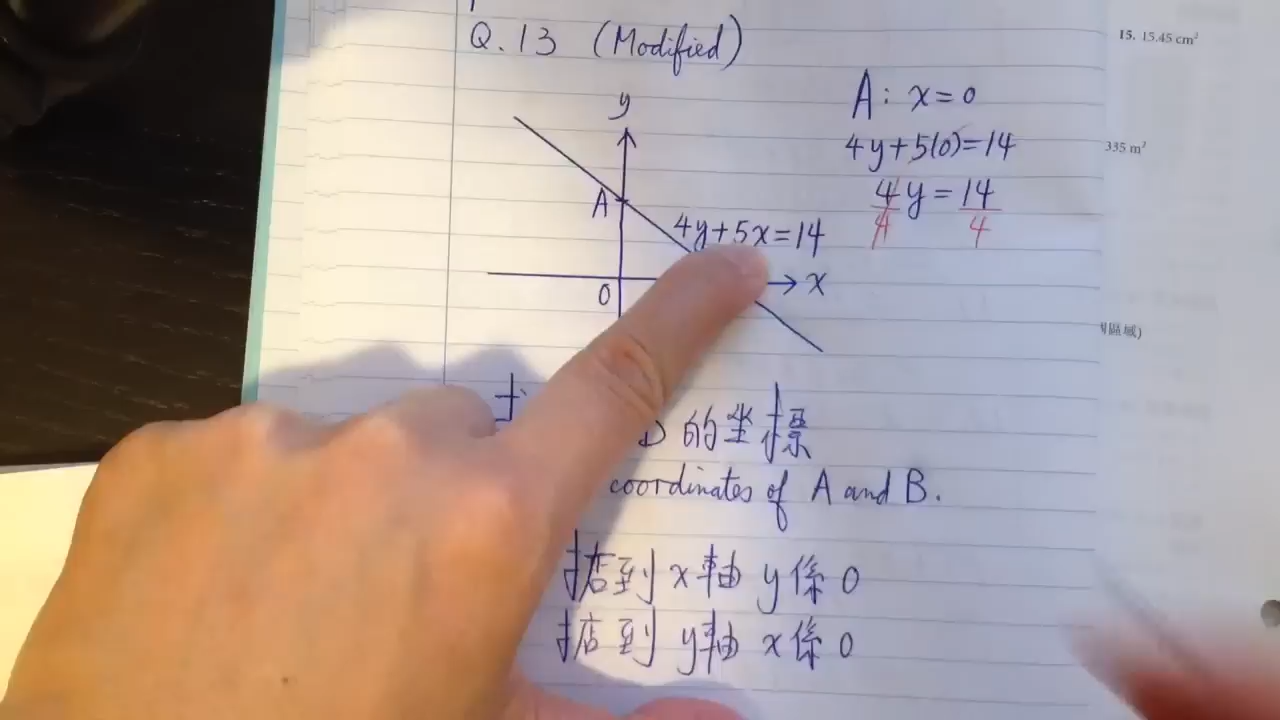 Q.13 (Modified)
y
A
4y+5x=14
x
0
A: x=0
4y+5(0)=14
4y=14
4 4
的坐標
coordinates of A and B.
掂到 x軸 y係 0
掂到 y軸 x係 0
15. 15.45 cm²
335 m²
區域)